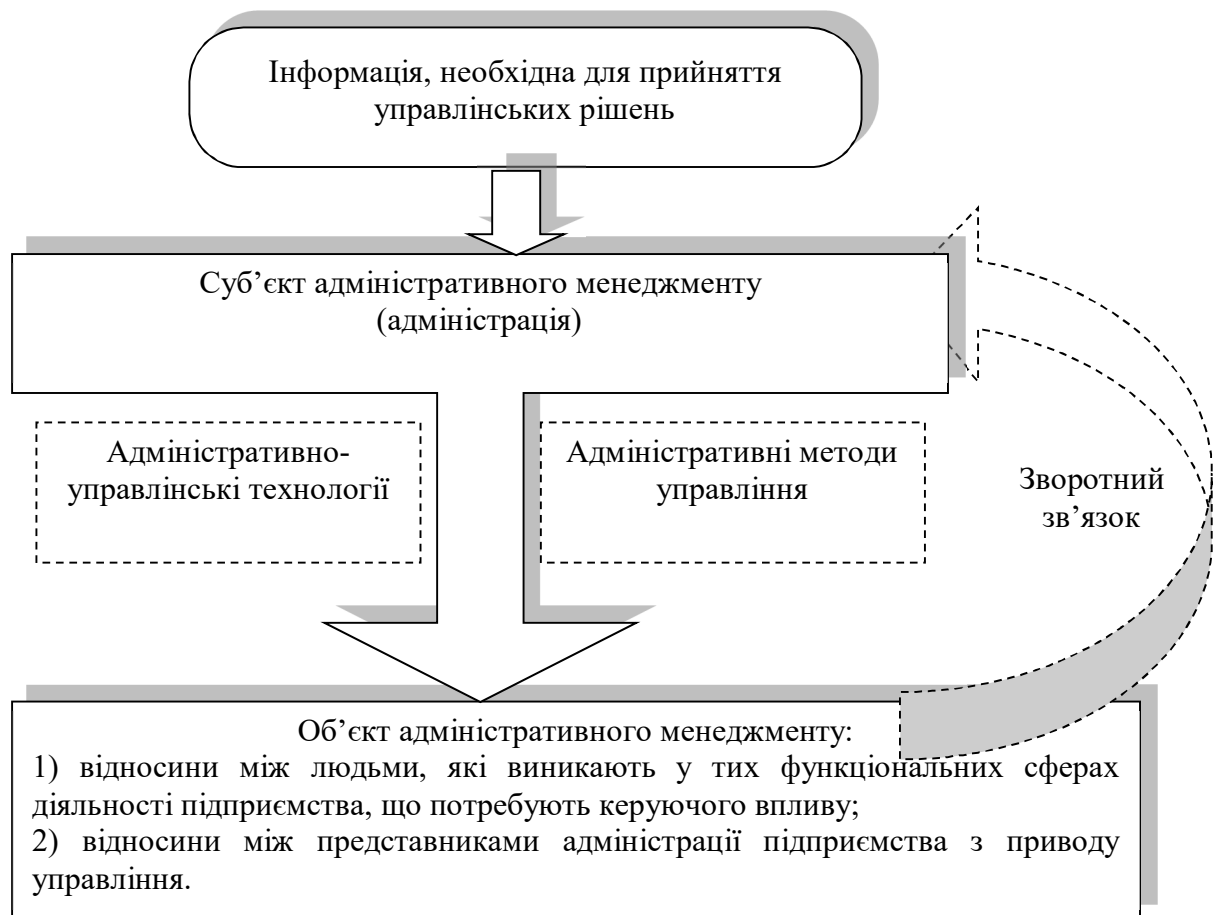 Інформація, необхідна для прийняття
управлінських рішень
Суб’єкт адміністративного менеджменту
(адміністрація)
Адміністративно-
управлінські технології
Адміністративні методи
управління
Зворотний
зв’язок
Об’єкт адміністративного менеджменту:
1) відносини між людьми, які виникають у тих функціональних сферах
діяльності підприємства, що потребують керуючого впливу;
2) відносини між представниками адміністрації підприємства з приводу
управління.